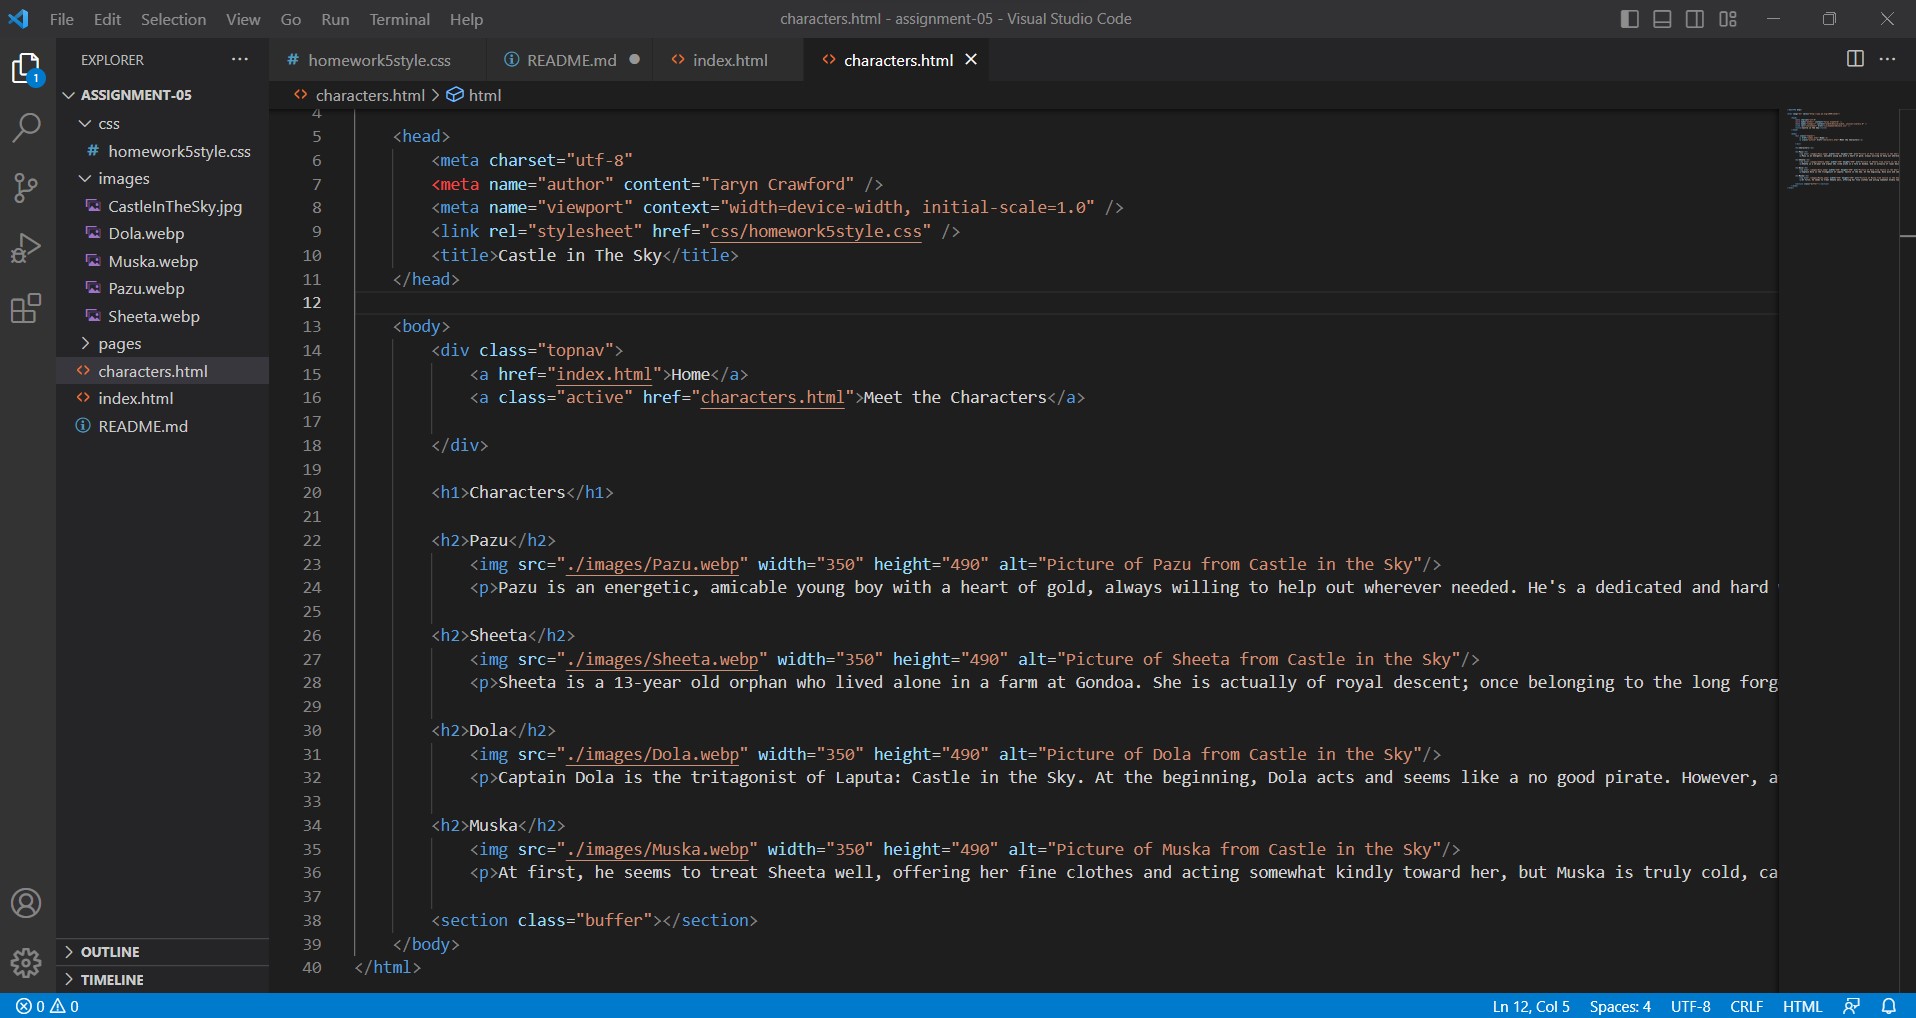 File Edit Selection View Go Run Terminal Help
characters.html - assignment-05 - Visual Studio Code
1
EXPLORER
ASSIGNMENT-05
css
# homework5style.css
images
CastleInTheSky.jpg
Dola.webp
Muska.webp
Pazu.webp
Sheeta.webp
pages
<> characters.html
<> index.html
README.md
OUTLINE
TIMELINE
# homework5style.css README.md <> index.html <> characters.html
<> characters.html > html
4
5 <head>
6 <meta charset="utf-8"
7 <meta name="author" content="Taryn Crawford" />
8 <meta name="viewport" context="width=device-width, initial-scale=1.0" />
9 <link rel="stylesheet" href="css/homework5style.css" />
10 <title>Castle in The Sky</title>
11 </head>
12
13 <body>
14 <div class="topnav">
15 <a href="index.html">Home</a>
16 <a class="active" href="characters.html">Meet the Characters</a>
17
18 </div>
19
20 <h1>Characters</h1>
21
22 <h2>Pazu</h2>
23 <img src="./images/Pazu.webp" width="350" height="490" alt="Picture of Pazu from Castle in the Sky"/>
24 <p>Pazu is an energetic, amicable young boy with a heart of gold, always willing to help out wherever needed. He's a dedicated and hard
25
26 <h2>Sheeta</h2>
27 <img src="./images/Sheeta.webp" width="350" height="490" alt="Picture of Sheeta from Castle in the Sky"/>
28 <p>Sheeta is a 13-year old orphan who lived alone in a farm at Gondoa. She is actually of royal descent; once belonging to the long forg
29
30 <h2>Dola</h2>
31 <img src="./images/Dola.webp" width="350" height="490" alt="Picture of Dola from Castle in the Sky"/>
32 <p>Captain Dola is the tritagonist of Laputa: Castle in the Sky. At the beginning, Dola acts and seems like a no good pirate. However, a
33
34 <h2>Muska</h2>
35 <img src="./images/Muska.webp" width="350" height="490" alt="Picture of Muska from Castle in the Sky"/>
36 <p>At first, he seems to treat Sheeta well, offering her fine clothes and acting somewhat kindly toward her, but Muska is truly cold, ca
37
38 <section class="buffer"></section>
39 </body>
40 </html>
0 0
Ln 12, Col 5 Spaces: 4 UTF-8 CRLF HTML